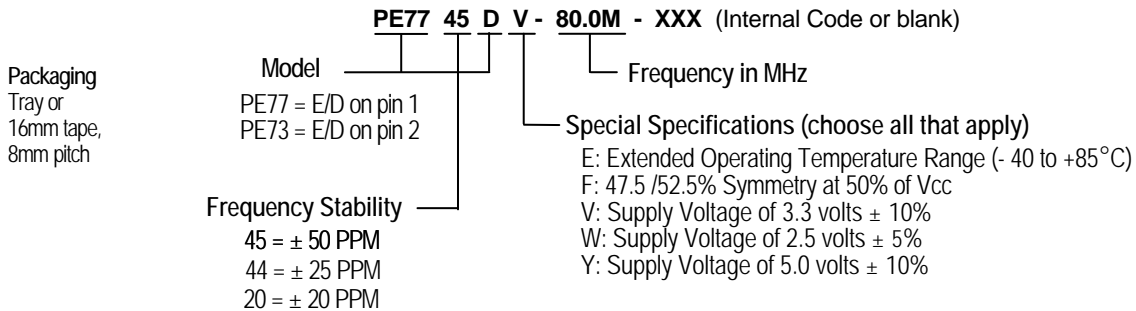 PE77 45 D V - 80.0M - XXX (Internal Code or blank)
Packaging
Tray or
16mm tape,
8mm pitch
Model
PE77 = E/D on pin 1
PE73 = E/D on pin 2
Frequency Stability
45 = ± 50 PPM
44 = ± 25 PPM
20 = ± 20 PPM
Frequency in MHz
Special Specifications (choose all that apply)
E: Extended Operating Temperature Range (- 40 to +85°C)
F: 47.5 /52.5% Symmetry at 50% of Vcc
V: Supply Voltage of 3.3 volts ± 10%
W: Supply Voltage of 2.5 volts ± 5%
Y: Supply Voltage of 5.0 volts ± 10%